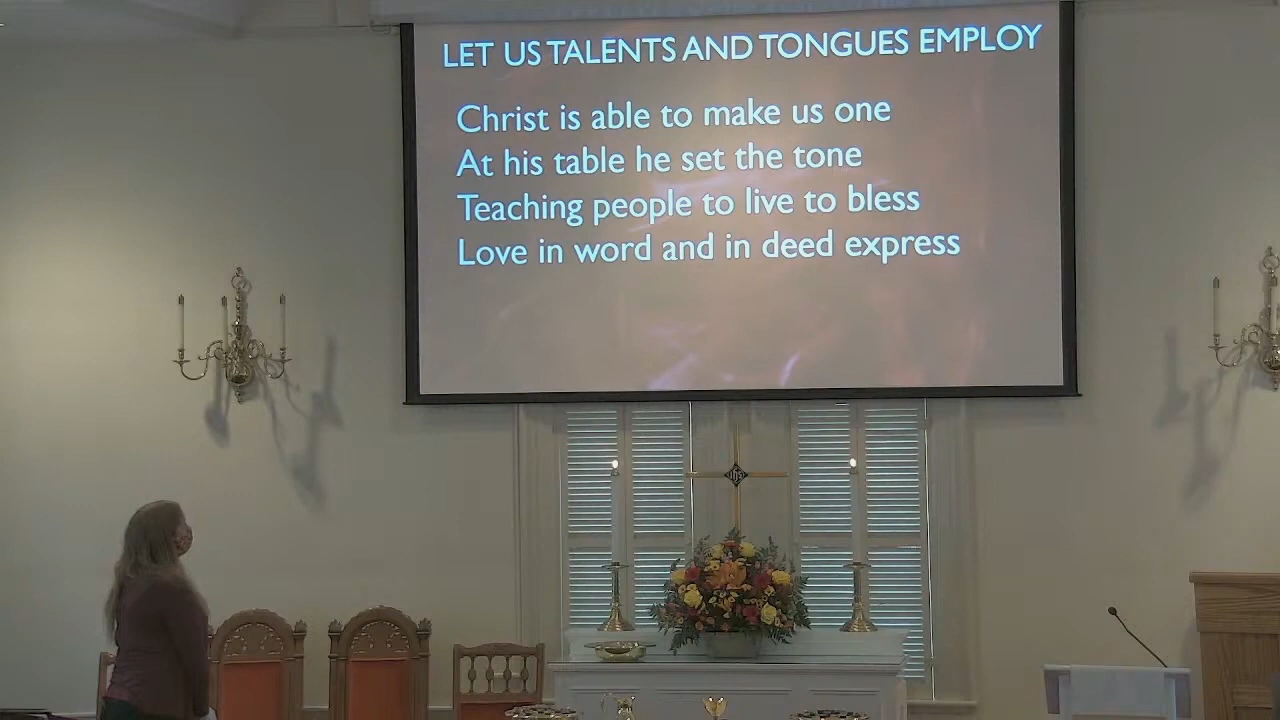 LET US TALENTS AND TONGUES EMPLOY
Christ is able to make us one
At his table he set the tone
Teaching people to live to bless
Love in word and in deed express
IHS